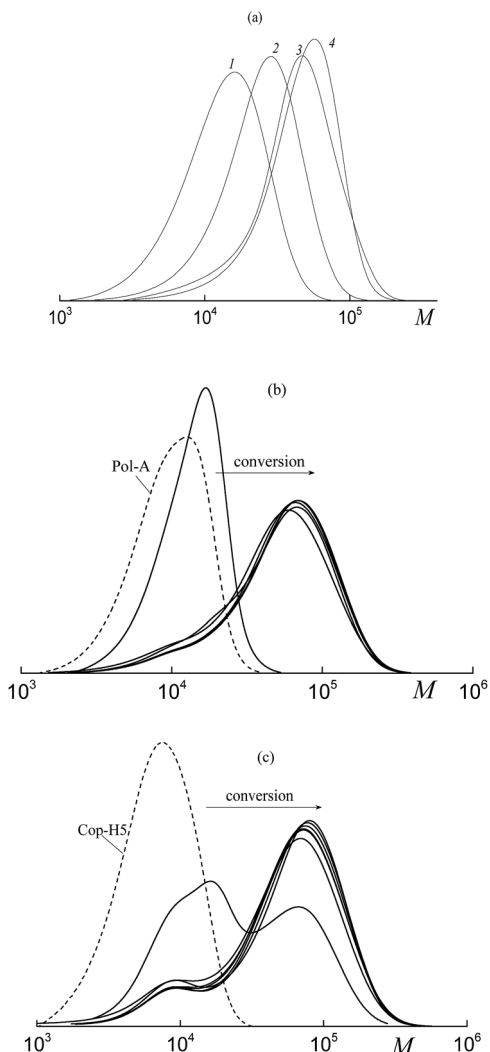 (a)
1 2 3 4
10³ 10⁴ 10⁵ M
(b)
Pol-A
conversion
10³ 10⁴ 10⁵ M 10⁶
(c)
conversion
Cop-H5
10³ 10⁴ 10⁵ M 10⁶